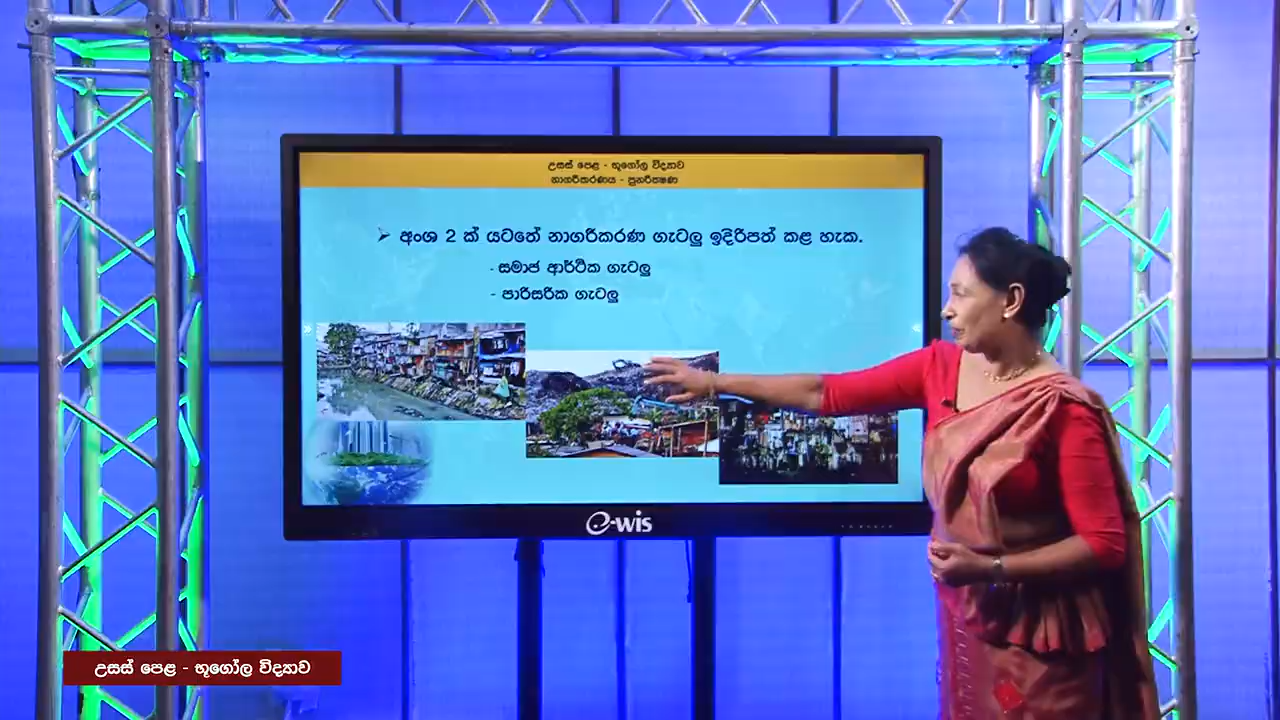 උසස් පෙළ - භූගෝල විද්‍යාව
නාගරීකරණය - පුනරීක්ෂණ
➢ අංශ 2 ක් යටතේ නාගරීකරණ ගැටලු ඉදිරිපත් කළ හැක.
- සමාජ ආර්ථික ගැටලු
- පාරිසරික ගැටලු
e-wis
උසස් පෙළ - භූගෝල විද්‍යාව